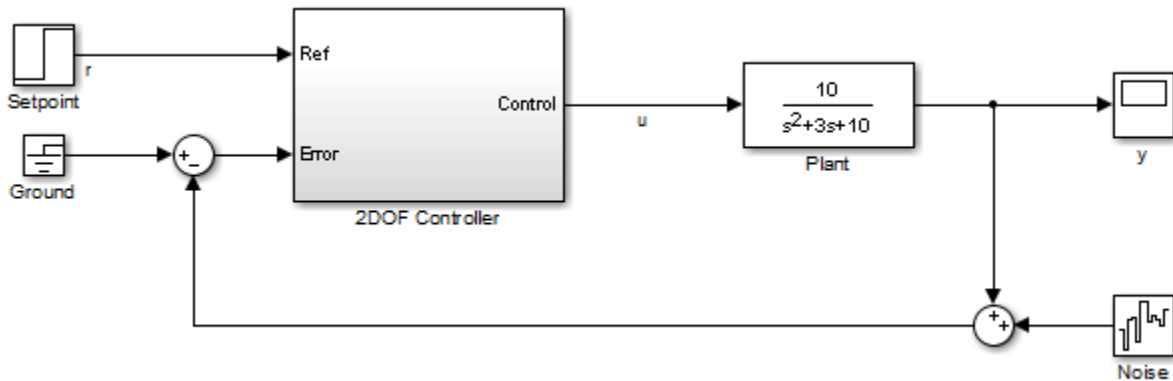 Setpoint
r
Ref
Control
Error
2DOF Controller
Ground
+
−
u
10
s²+3s+10
Plant
y
+
+
Noise